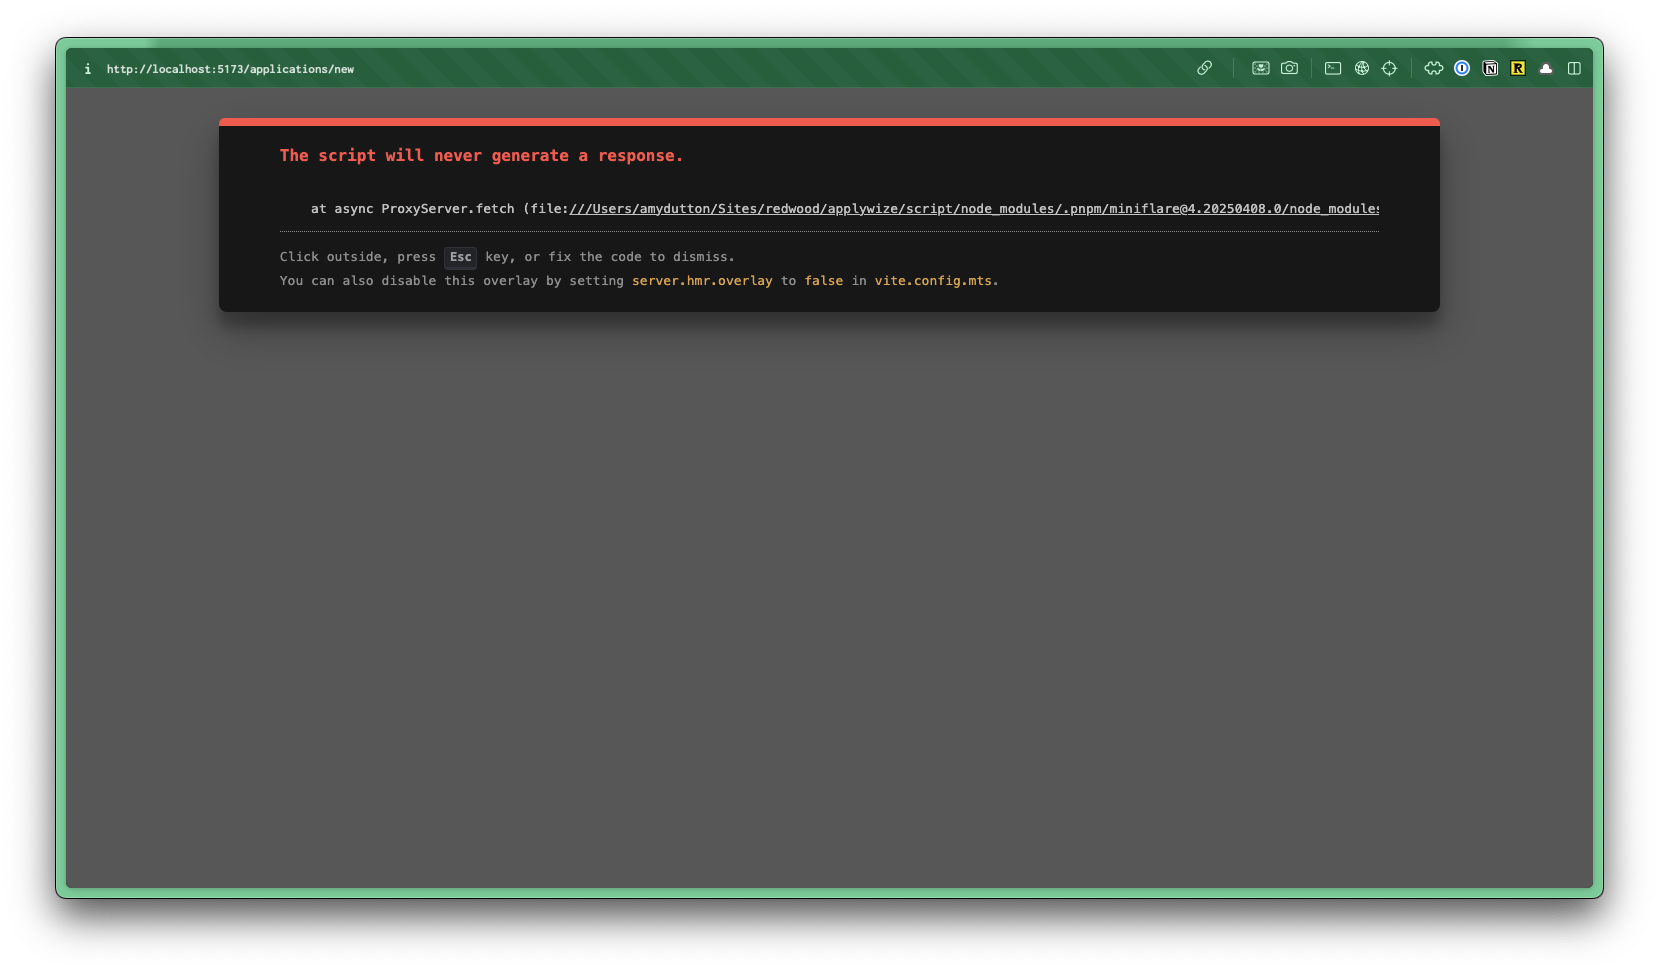 i http://localhost:5173/applications/new
The script will never generate a response.
at async ProxyServer.fetch (file:///Users/amydutton/Sites/redwood/applywize/script/node_modules/.pnpm/miniflare@4.20250408.0/node_modules
Click outside, press Esc key, or fix the code to dismiss.
You can also disable this overlay by setting server.hmr.overlay to false in vite.config.mts.